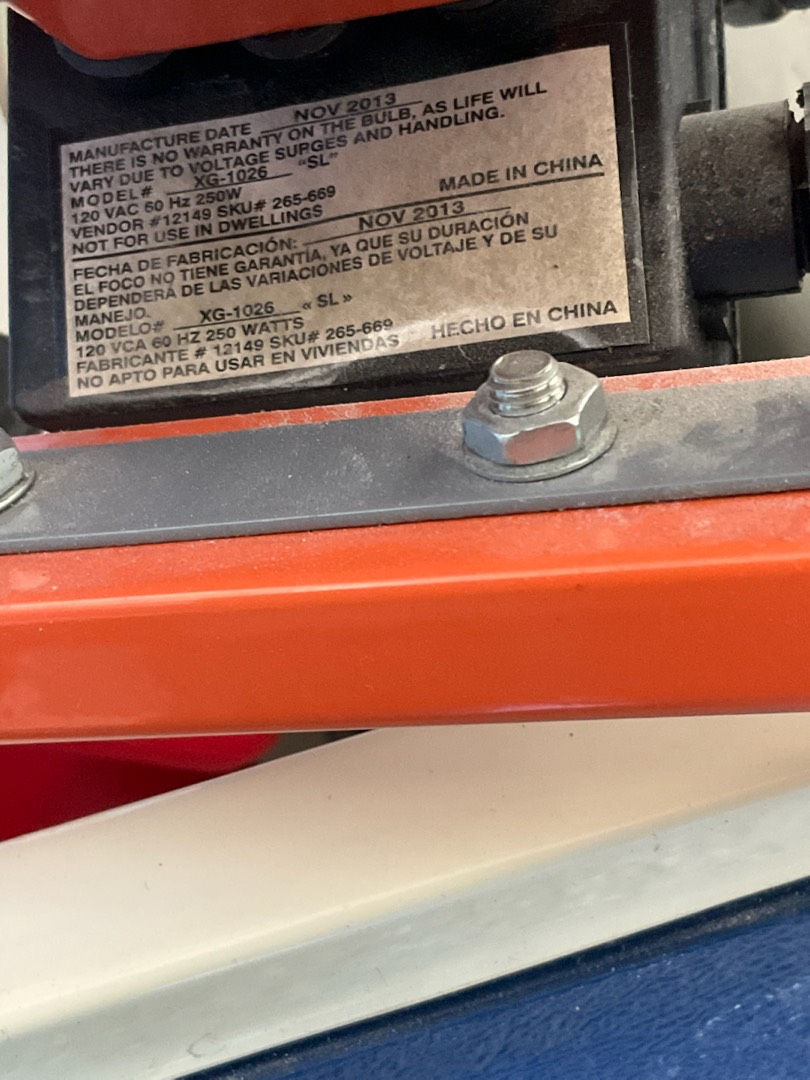 MANUFACTURE DATE NOV 2013
THERE IS NO WARRANTY ON THE BULB, AS LIFE WILL
VARY DUE TO VOLTAGE SURGES AND HANDLING.
MODEL# XG-1026 "SL"
120 VAC 60 Hz 250W
VENDOR #12149 SKU# 265-669 MADE IN CHINA
NOT FOR USE IN DWELLINGS
FECHA DE FABRICACIÓN: NOV 2013
EL FOCO NO TIENE GARANTÍA, YA QUE SU DURACIÓN
DEPENDERÁ DE LAS VARIACIONES DE VOLTAJE Y DE SU
MANEJO.
MODELO# XG-1026 « SL »
120 VCA 60 HZ 250 WATTS
FABRICANTE # 12149 SKU# 265-669 HECHO EN CHINA
NO APTO PARA USAR EN VIVIENDAS